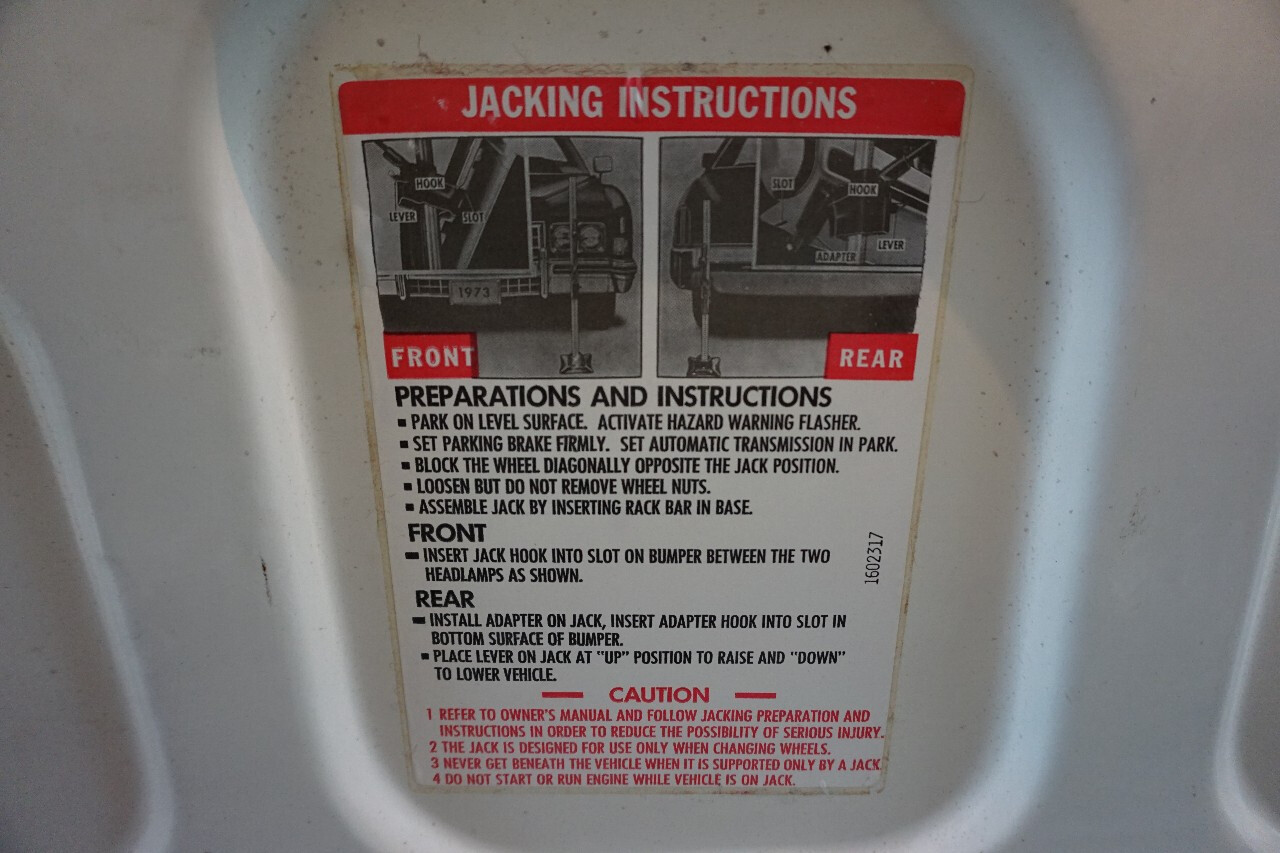 JACKING INSTRUCTIONS
HOOK
LEVER
SLOT
1973
FRONT
SLOT
HOOK
LEVER
ADAPTER
REAR
PREPARATIONS AND INSTRUCTIONS
▪ PARK ON LEVEL SURFACE. ACTIVATE HAZARD WARNING FLASHER.
▪ SET PARKING BRAKE FIRMLY. SET AUTOMATIC TRANSMISSION IN PARK.
▪ BLOCK THE WHEEL DIAGONALLY OPPOSITE THE JACK POSITION.
▪ LOOSEN BUT DO NOT REMOVE WHEEL NUTS.
▪ ASSEMBLE JACK BY INSERTING RACK BAR IN BASE.
FRONT
▬ INSERT JACK HOOK INTO SLOT ON BUMPER BETWEEN THE TWO
HEADLAMPS AS SHOWN.
1602317
REAR
▬ INSTALL ADAPTER ON JACK, INSERT ADAPTER HOOK INTO SLOT IN
BOTTOM SURFACE OF BUMPER.
▪ PLACE LEVER ON JACK AT "UP" POSITION TO RAISE AND "DOWN"
TO LOWER VEHICLE.
CAUTION
1 REFER TO OWNER'S MANUAL AND FOLLOW JACKING PREPARATION AND
INSTRUCTIONS IN ORDER TO REDUCE THE POSSIBILITY OF SERIOUS INJURY.
2 THE JACK IS DESIGNED FOR USE ONLY WHEN CHANGING WHEELS.
3 NEVER GET BENEATH THE VEHICLE WHEN IT IS SUPPORTED ONLY BY A JACK.
4 DO NOT START OR RUN ENGINE WHILE VEHICLE IS ON JACK.